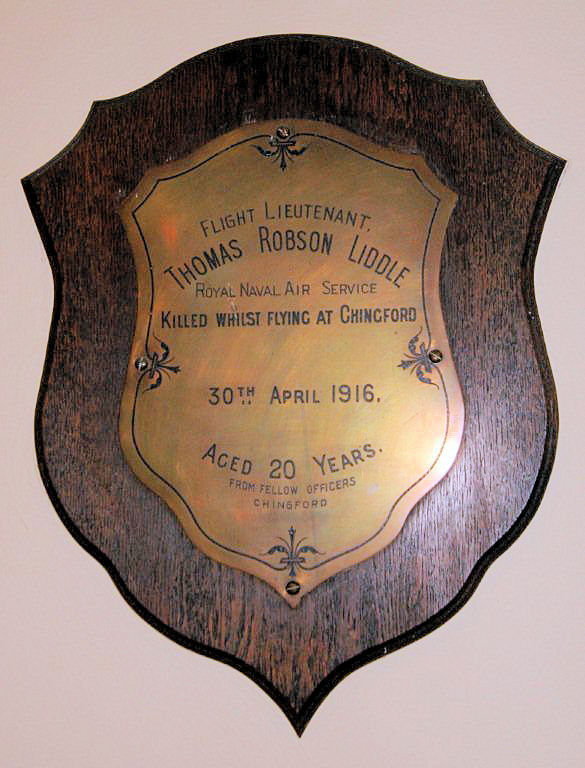 Flight Lieutenant,
Thomas Robson Liddle
Royal Naval Air Service
Killed whilst flying at Chingford
30TH April 1916.
Aged 20 Years.
From fellow officers
Chingford